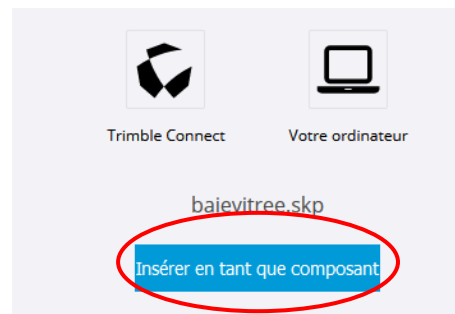 Trimble Connect Votre ordinateur
baievitree.skp
Insérer en tant que composant